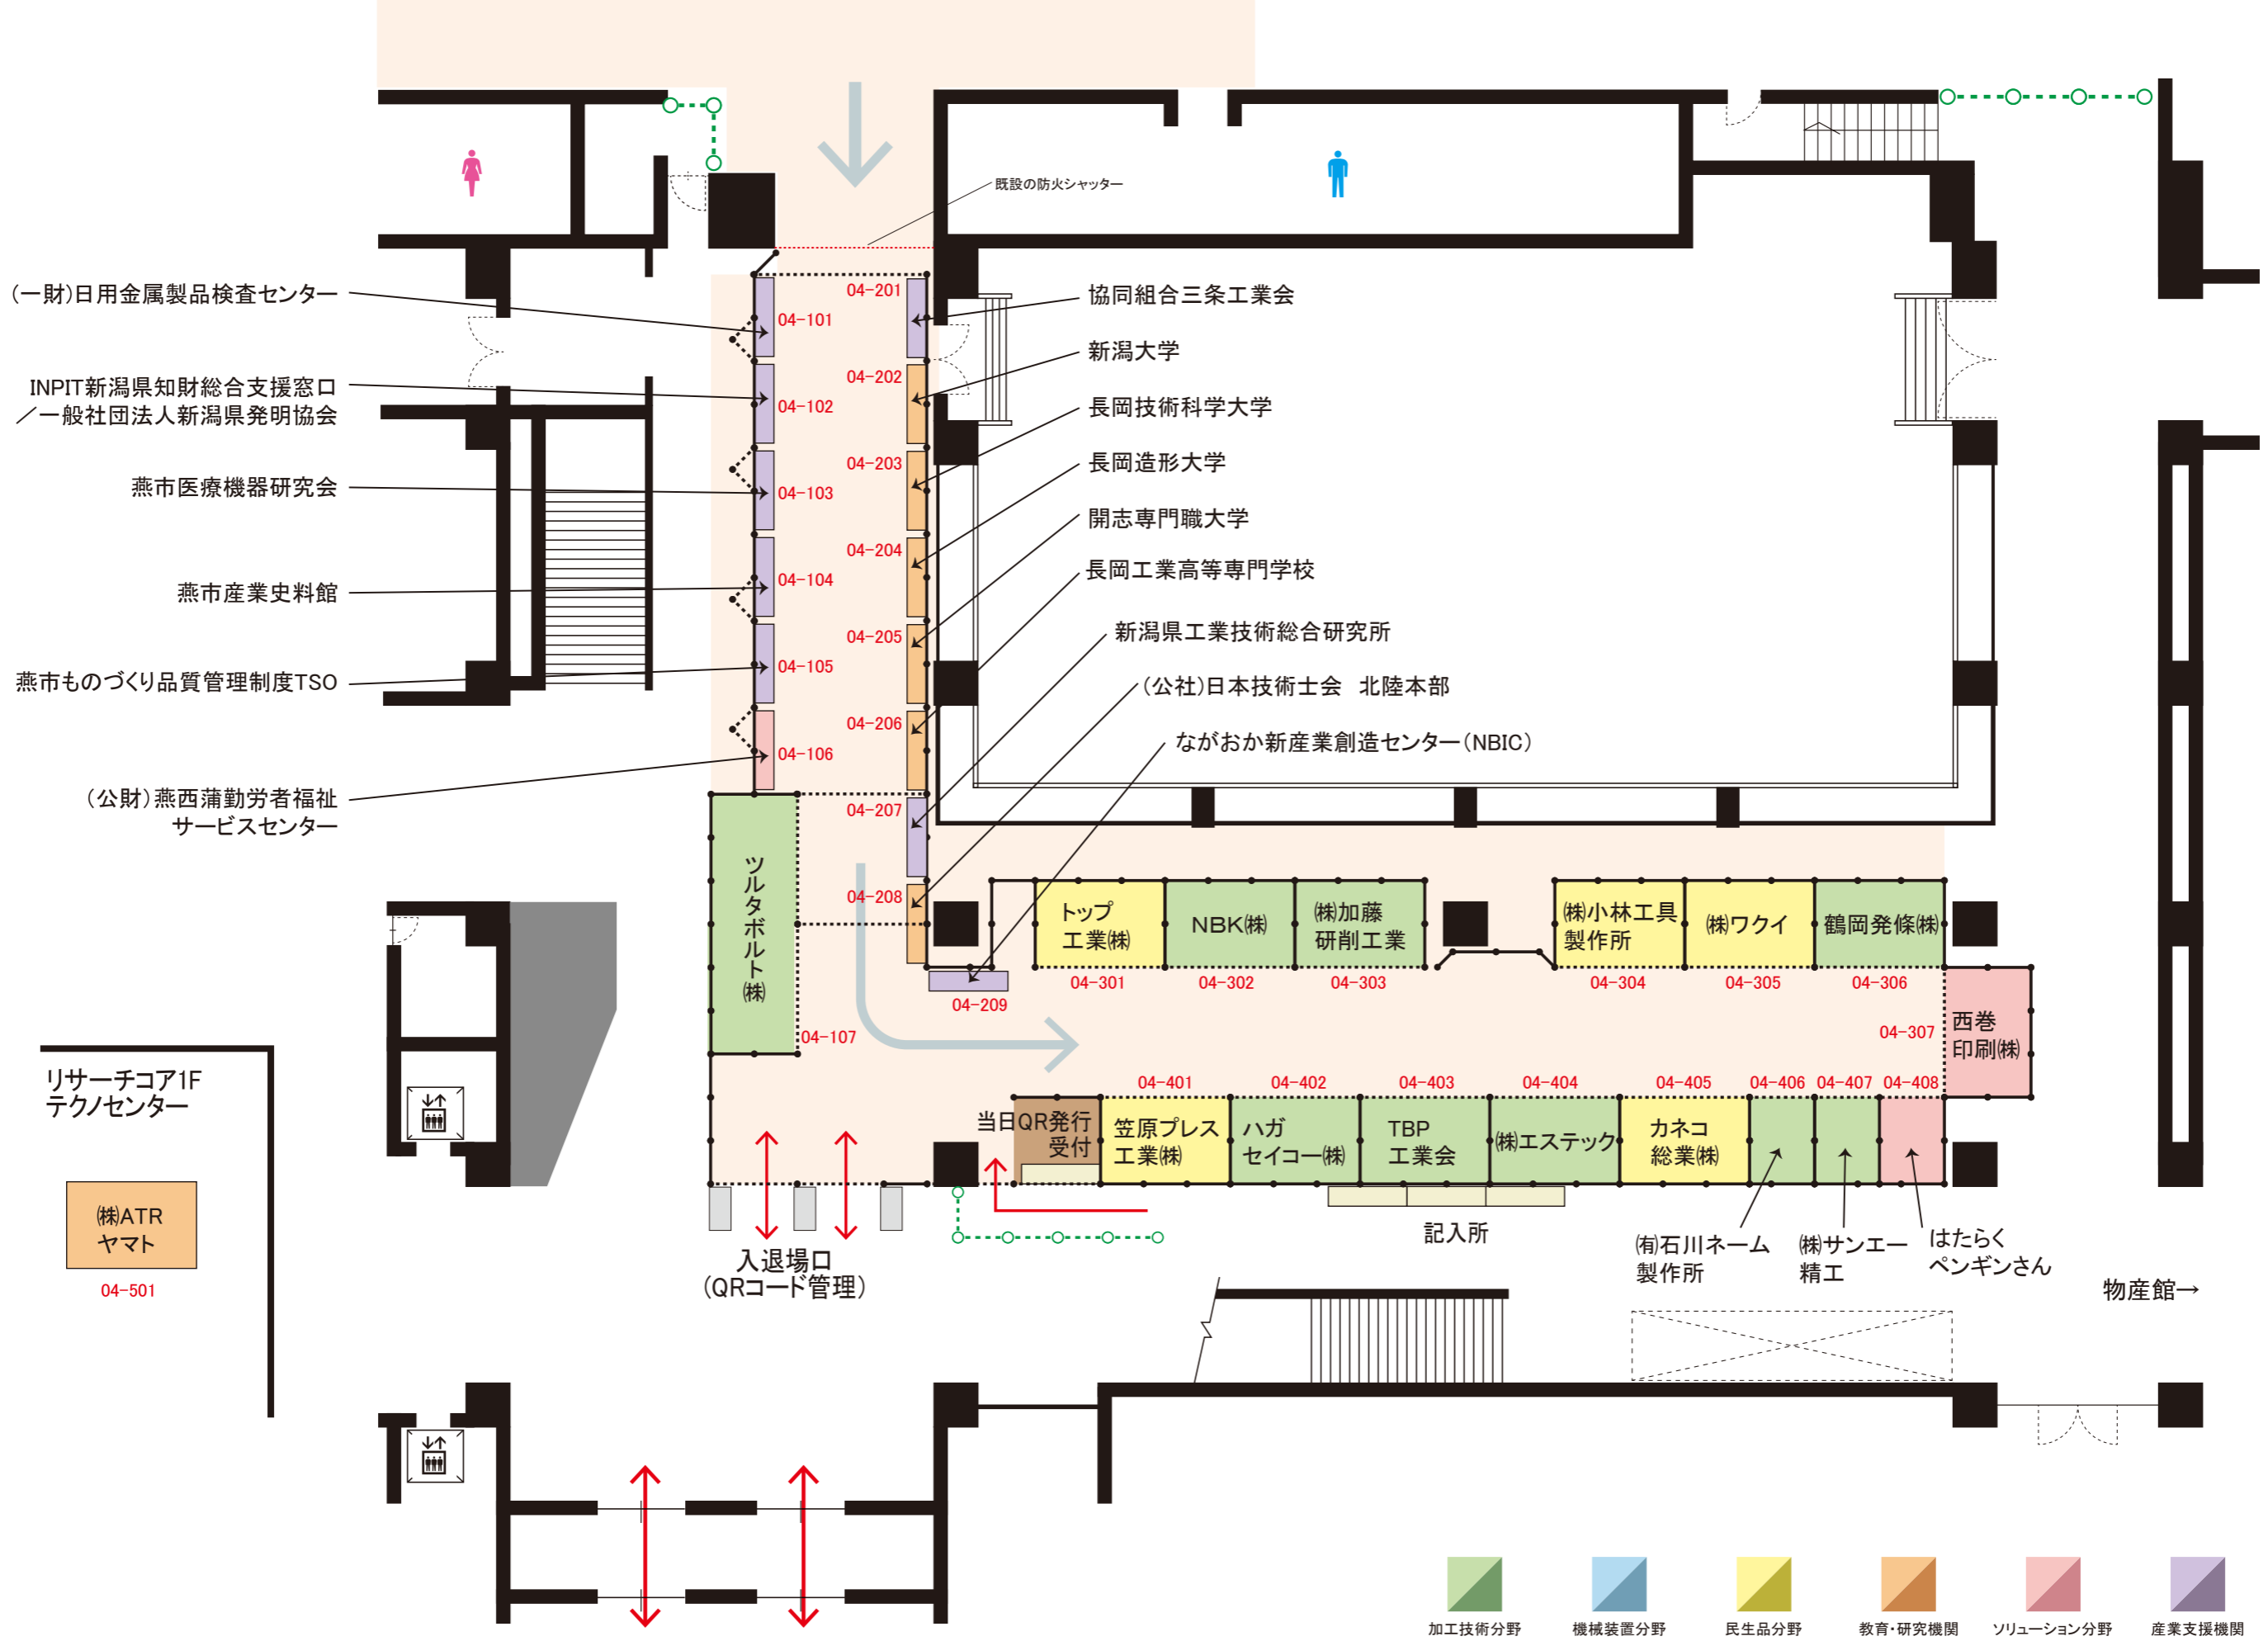 既設の防火シャッター
(一財)日用金属製品検査センター
INPIT新潟県知財総合支援窓口
／一般社団法人新潟県発明協会
燕市医療機器研究会
燕市産業史料館
燕市ものづくり品質管理制度TSO
(公財)燕西蒲勤労者福祉
サービスセンター
04-101
04-102
04-103
04-104
04-105
04-106
ツルタボルト㈱
04-107
04-201
04-202
04-203
04-204
04-205
04-206
04-207
04-208
04-209
協同組合三条工業会
新潟大学
長岡技術科学大学
長岡造形大学
開志専門職大学
長岡工業高等専門学校
新潟県工業技術総合研究所
(公社)日本技術士会 北陸本部
ながおか新産業創造センター(NBIC)
トップ
工業㈱
NBK㈱
㈱加藤
研削工業
㈱小林工具
製作所
㈱ワクイ
鶴岡発條㈱
04-301
04-302
04-303
04-304
04-305
04-306
04-307
西巻
印刷㈱
04-401
04-402
04-403
04-404
04-405
04-406
04-407
04-408
当日QR発行
受付
笠原プレス
工業㈱
ハガ
セイコー㈱
TBP
工業会
㈱エステック
カネコ
総業㈱
記入所
㈲石川ネーム
製作所
㈱サンエー
精工
はたらく
ペンギンさん
入退場口
(QRコード管理)
物産館→
リサーチコア1F
テクノセンター
㈱ATR
ヤマト
04-501
加工技術分野
機械装置分野
民生品分野
教育・研究機関
ソリューション分野
産業支援機関